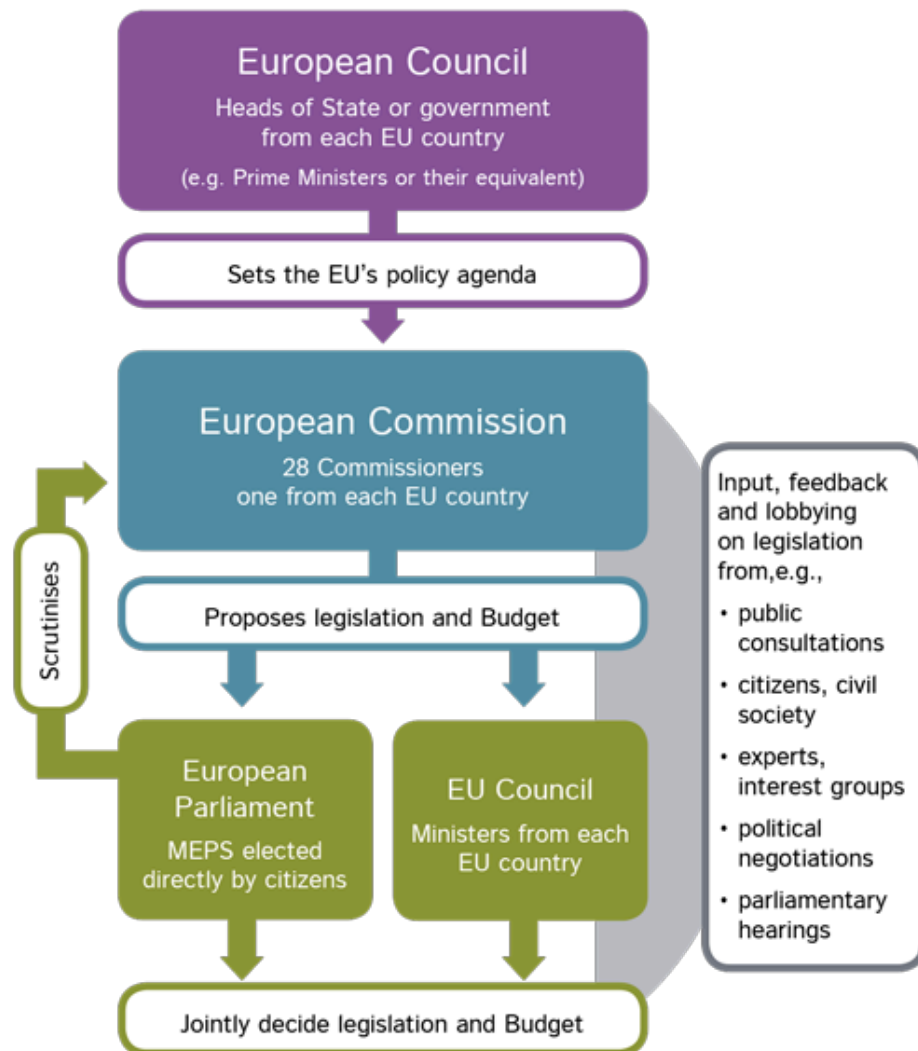 European Council
Heads of State or government
from each EU country
(e.g. Prime Ministers or their equivalent)
Sets the EU's policy agenda
European Commission
28 Commissioners
one from each EU country
Proposes legislation and Budget
Scrutinises
European
Parliament
MEPS elected
directly by citizens
EU Council
Ministers from each
EU country
Jointly decide legislation and Budget
Input, feedback
and lobbying
on legislation
from,e.g.,
• public
consultations
• citizens, civil
society
• experts,
interest groups
• political
negotiations
• parliamentary
hearings